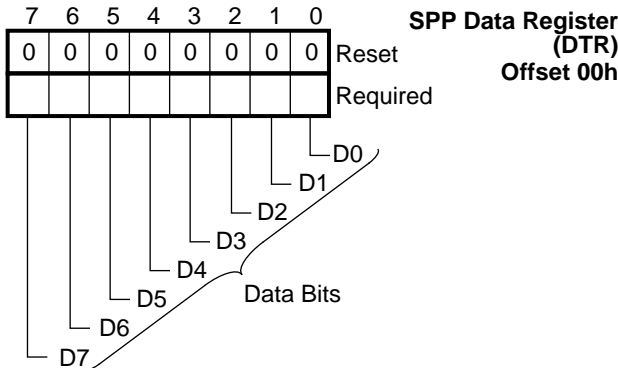 7 6 5 4 3 2 1 0
SPP Data Register
(DTR)
Offset 00h
0 0 0 0 0 0 0 0 Reset
Required
D0
D1
D2
D3
D4
Data Bits
D5
D6
D7